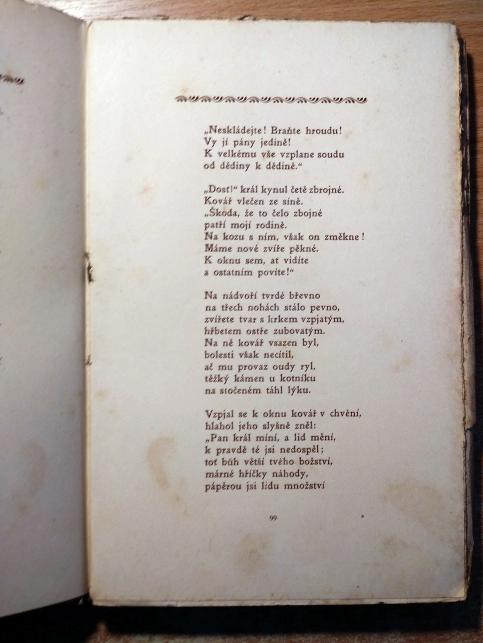 „Neskládejte! Braňte hroudu!
Vy jí pány jedině!
K velkému vše vzplane soudu
od dědiny k dědině.“
„Dost!“ král kynul četě zbrojné.
Kovář vlečen ze síně.
„Škoda, že to čelo zbojné
patří mojí rodině.
Na kozu s ním, však on změkne!
Máme nové zvíře pěkné.
K oknu sem, ať vidíte
a ostatním povíte!“
Na nádvoří tvrdé břevno
na třech nohách stálo pevno,
zvířete tvar s krkem vzpjatým,
hřbetem ostře zubovatým.
Na ně kovář vsazen byl,
bolesti však necítil,
ač mu provaz oudy ryl,
těžký kámen u kotníku
na stočeném táhl lýku.
Vzpjal se k oknu kovář v chvění,
hlahol jeho slyšně zněl:
„Pan král míní, a lid mění,
k pravdě té jsi nedospěl;
toť bůh větší tvého božství,
márné hříčky náhody,
pápěrou jsi lidu množství
99